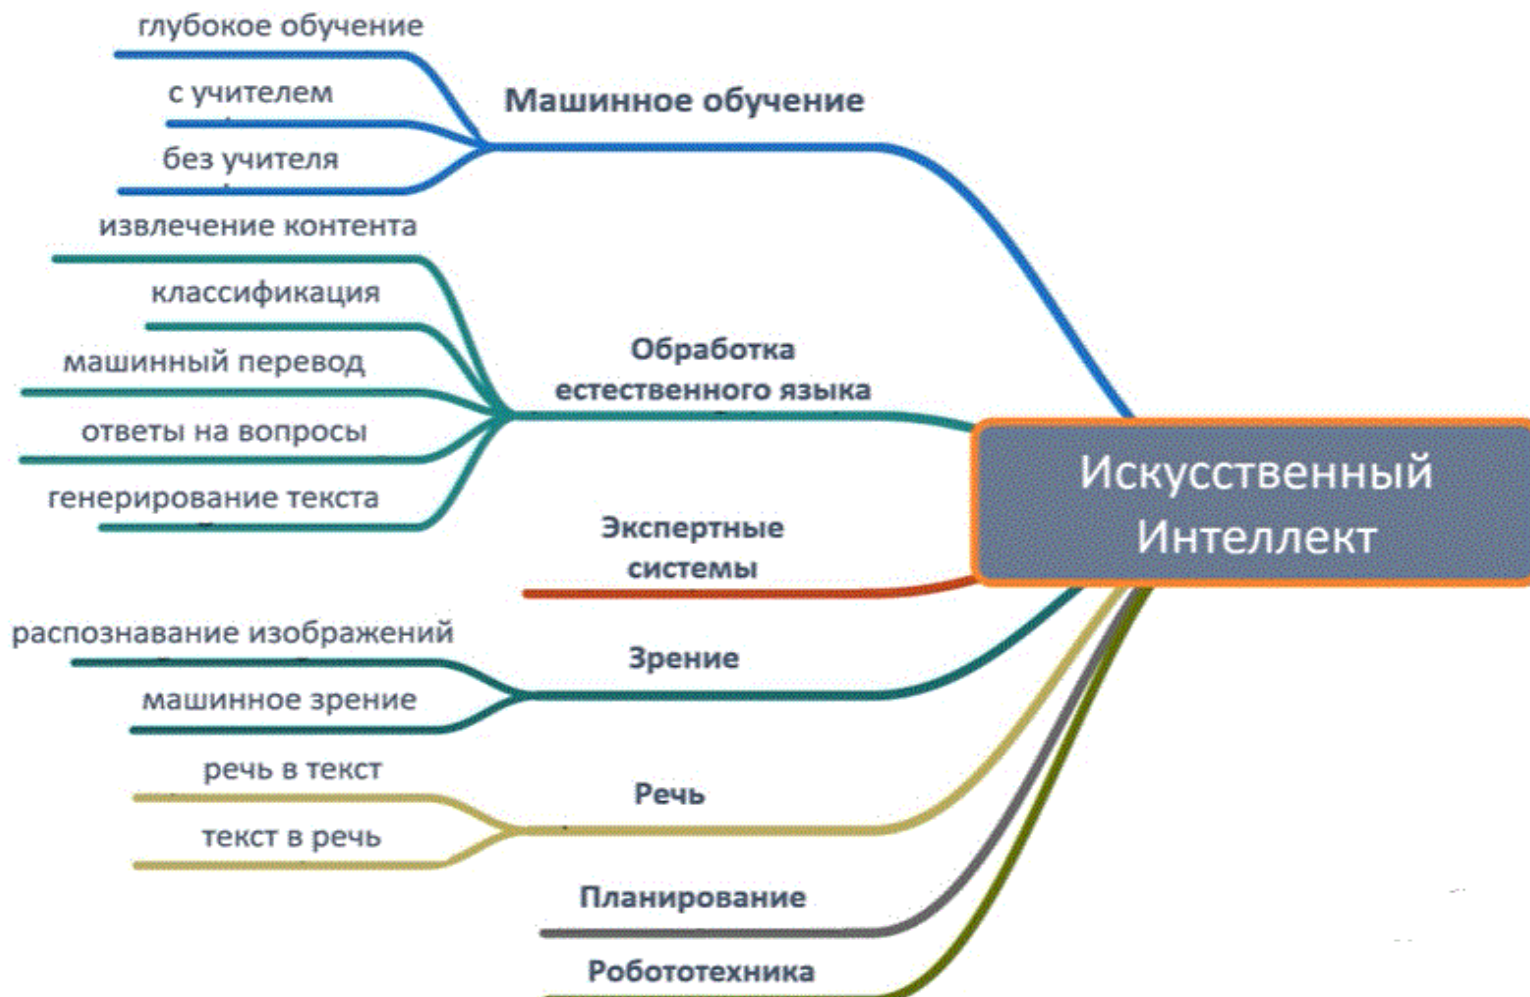 глубокое обучение
с учителем
без учителя
Машинное обучение
извлечение контента
классификация
машинный перевод
ответы на вопросы
генерирование текста
Обработка
естественного языка
Экспертные
системы
распознавание изображений
машинное зрение
Зрение
речь в текст
текст в речь
Речь
Планирование
Робототехника
Искусственный
Интеллект